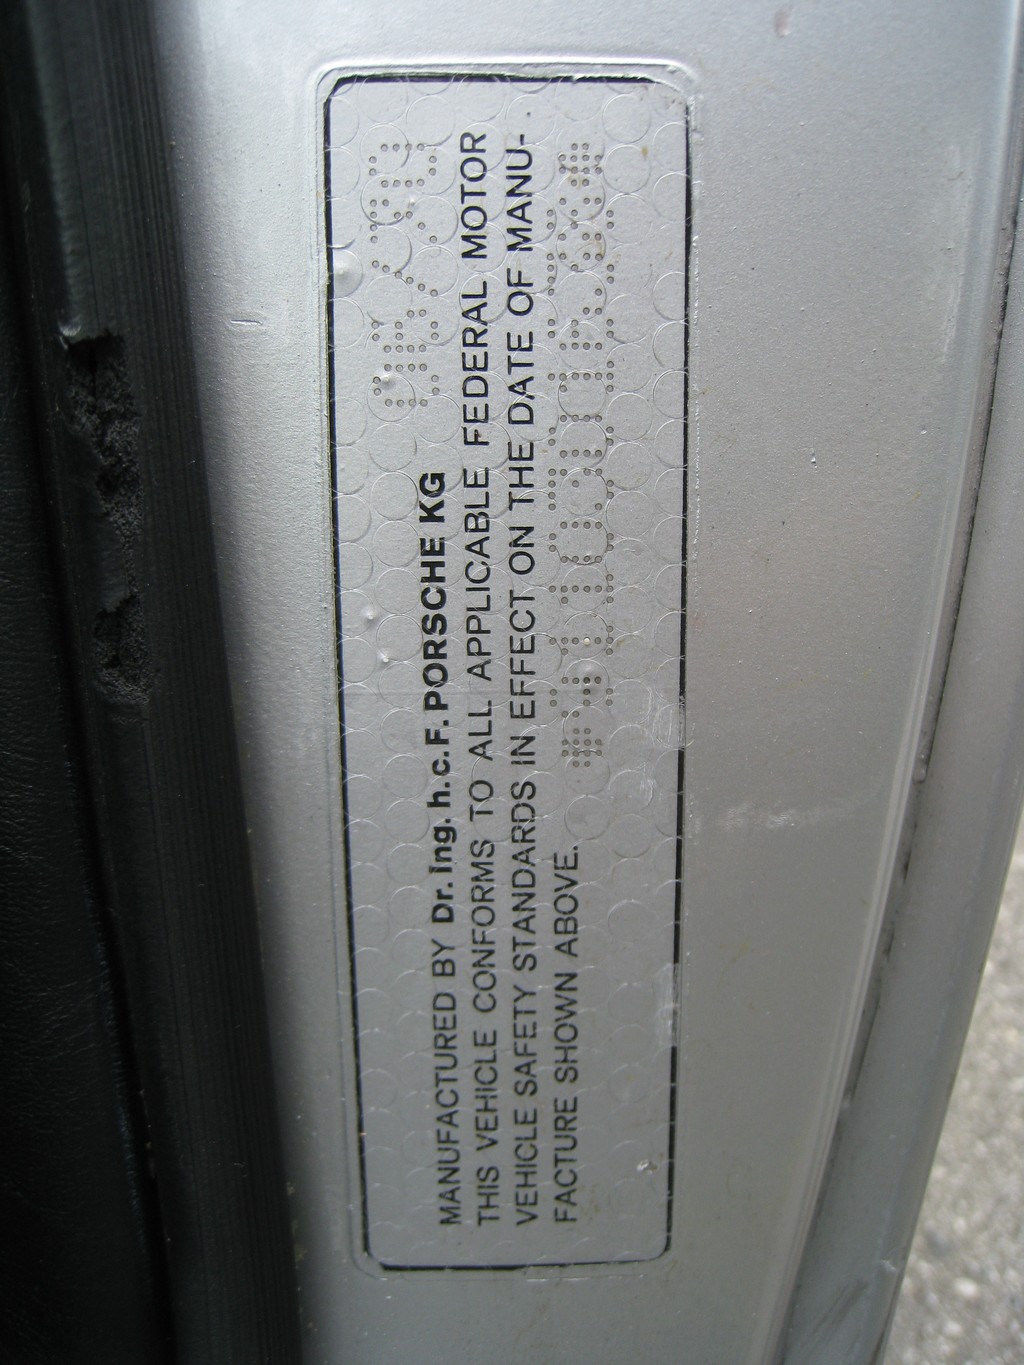 MANUFACTURED BY Dr. Ing. h. c. F. PORSCHE KG
THIS VEHICLE CONFORMS TO ALL APPLICABLE FEDERAL MOTOR
VEHICLE SAFETY STANDARDS IN EFFECT ON THE DATE OF MANU-
FACTURE SHOWN ABOVE.